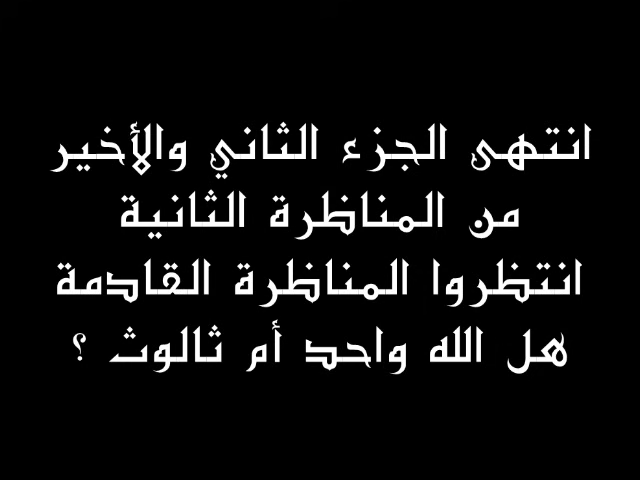 انتهى الجزء الثاني والأخير
من المناظرة الثانية
انتظروا المناظرة القادمة
هل الله واحد أم ثالوث ؟